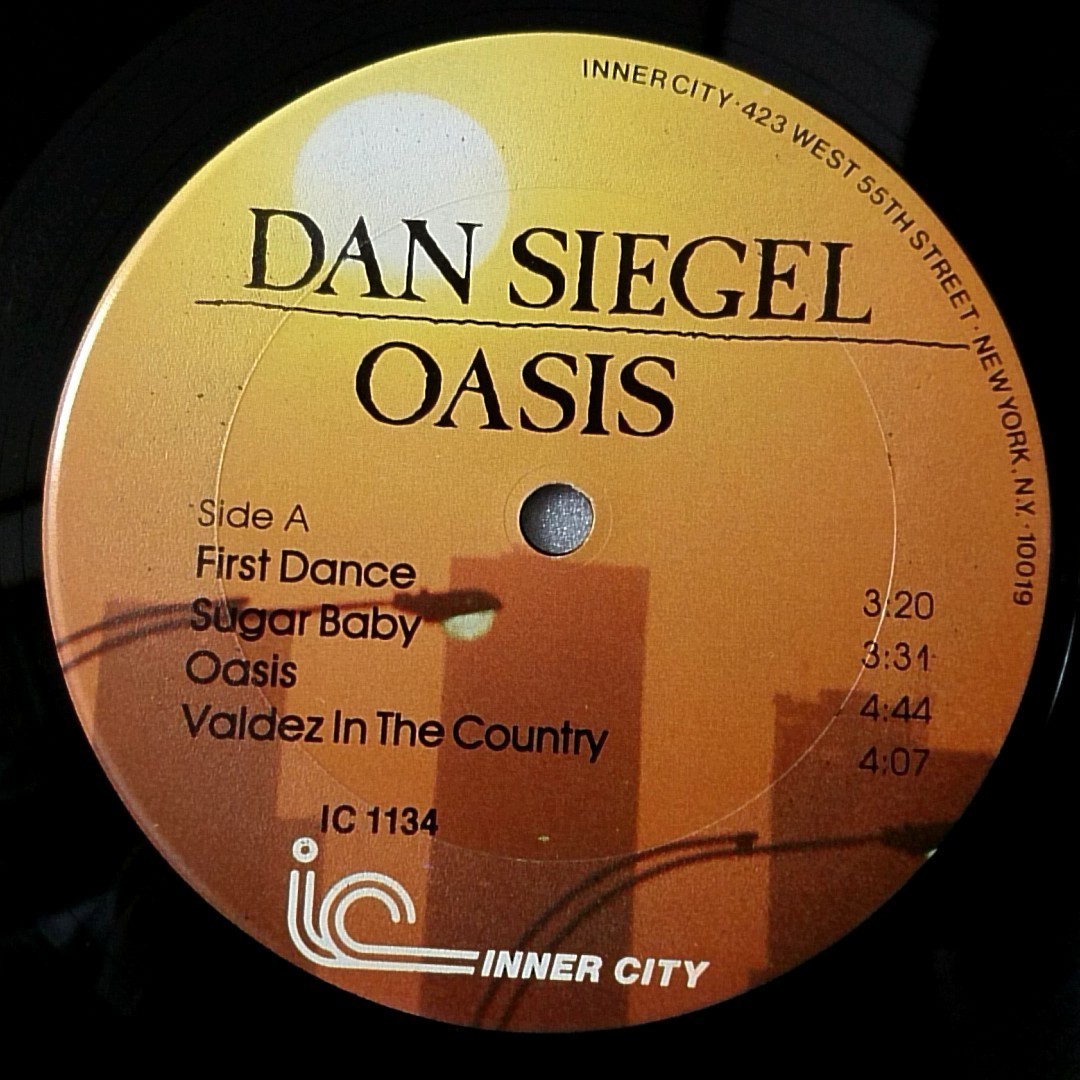 INNER CITY · 423 WEST 55TH STREET · NEW YORK, N.Y. · 10019
DAN SIEGEL
OASIS
Side A
First Dance 3:20
Sugar Baby 3:31
Oasis 4:44
Valdez In The Country 4:07
IC 1134
ic INNER CITY